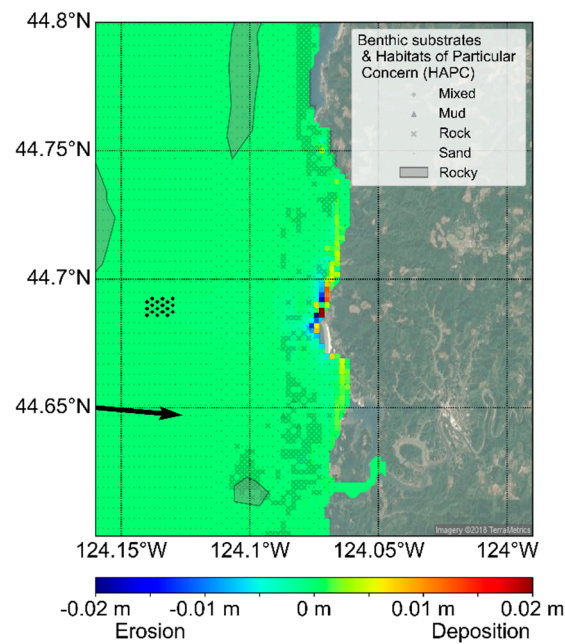 44.8°N
44.75°N
44.7°N
44.65°N
Benthic substrates
& Habitats of Particular
Concern (HAPC)
Mixed
Mud
Rock
Sand
Rocky
Imagery ©2018 TerraMetrics
124.15°W 124.1°W 124.05°W 124°W
-0.02 m -0.01 m 0 m 0.01 m 0.02 m
Erosion Deposition